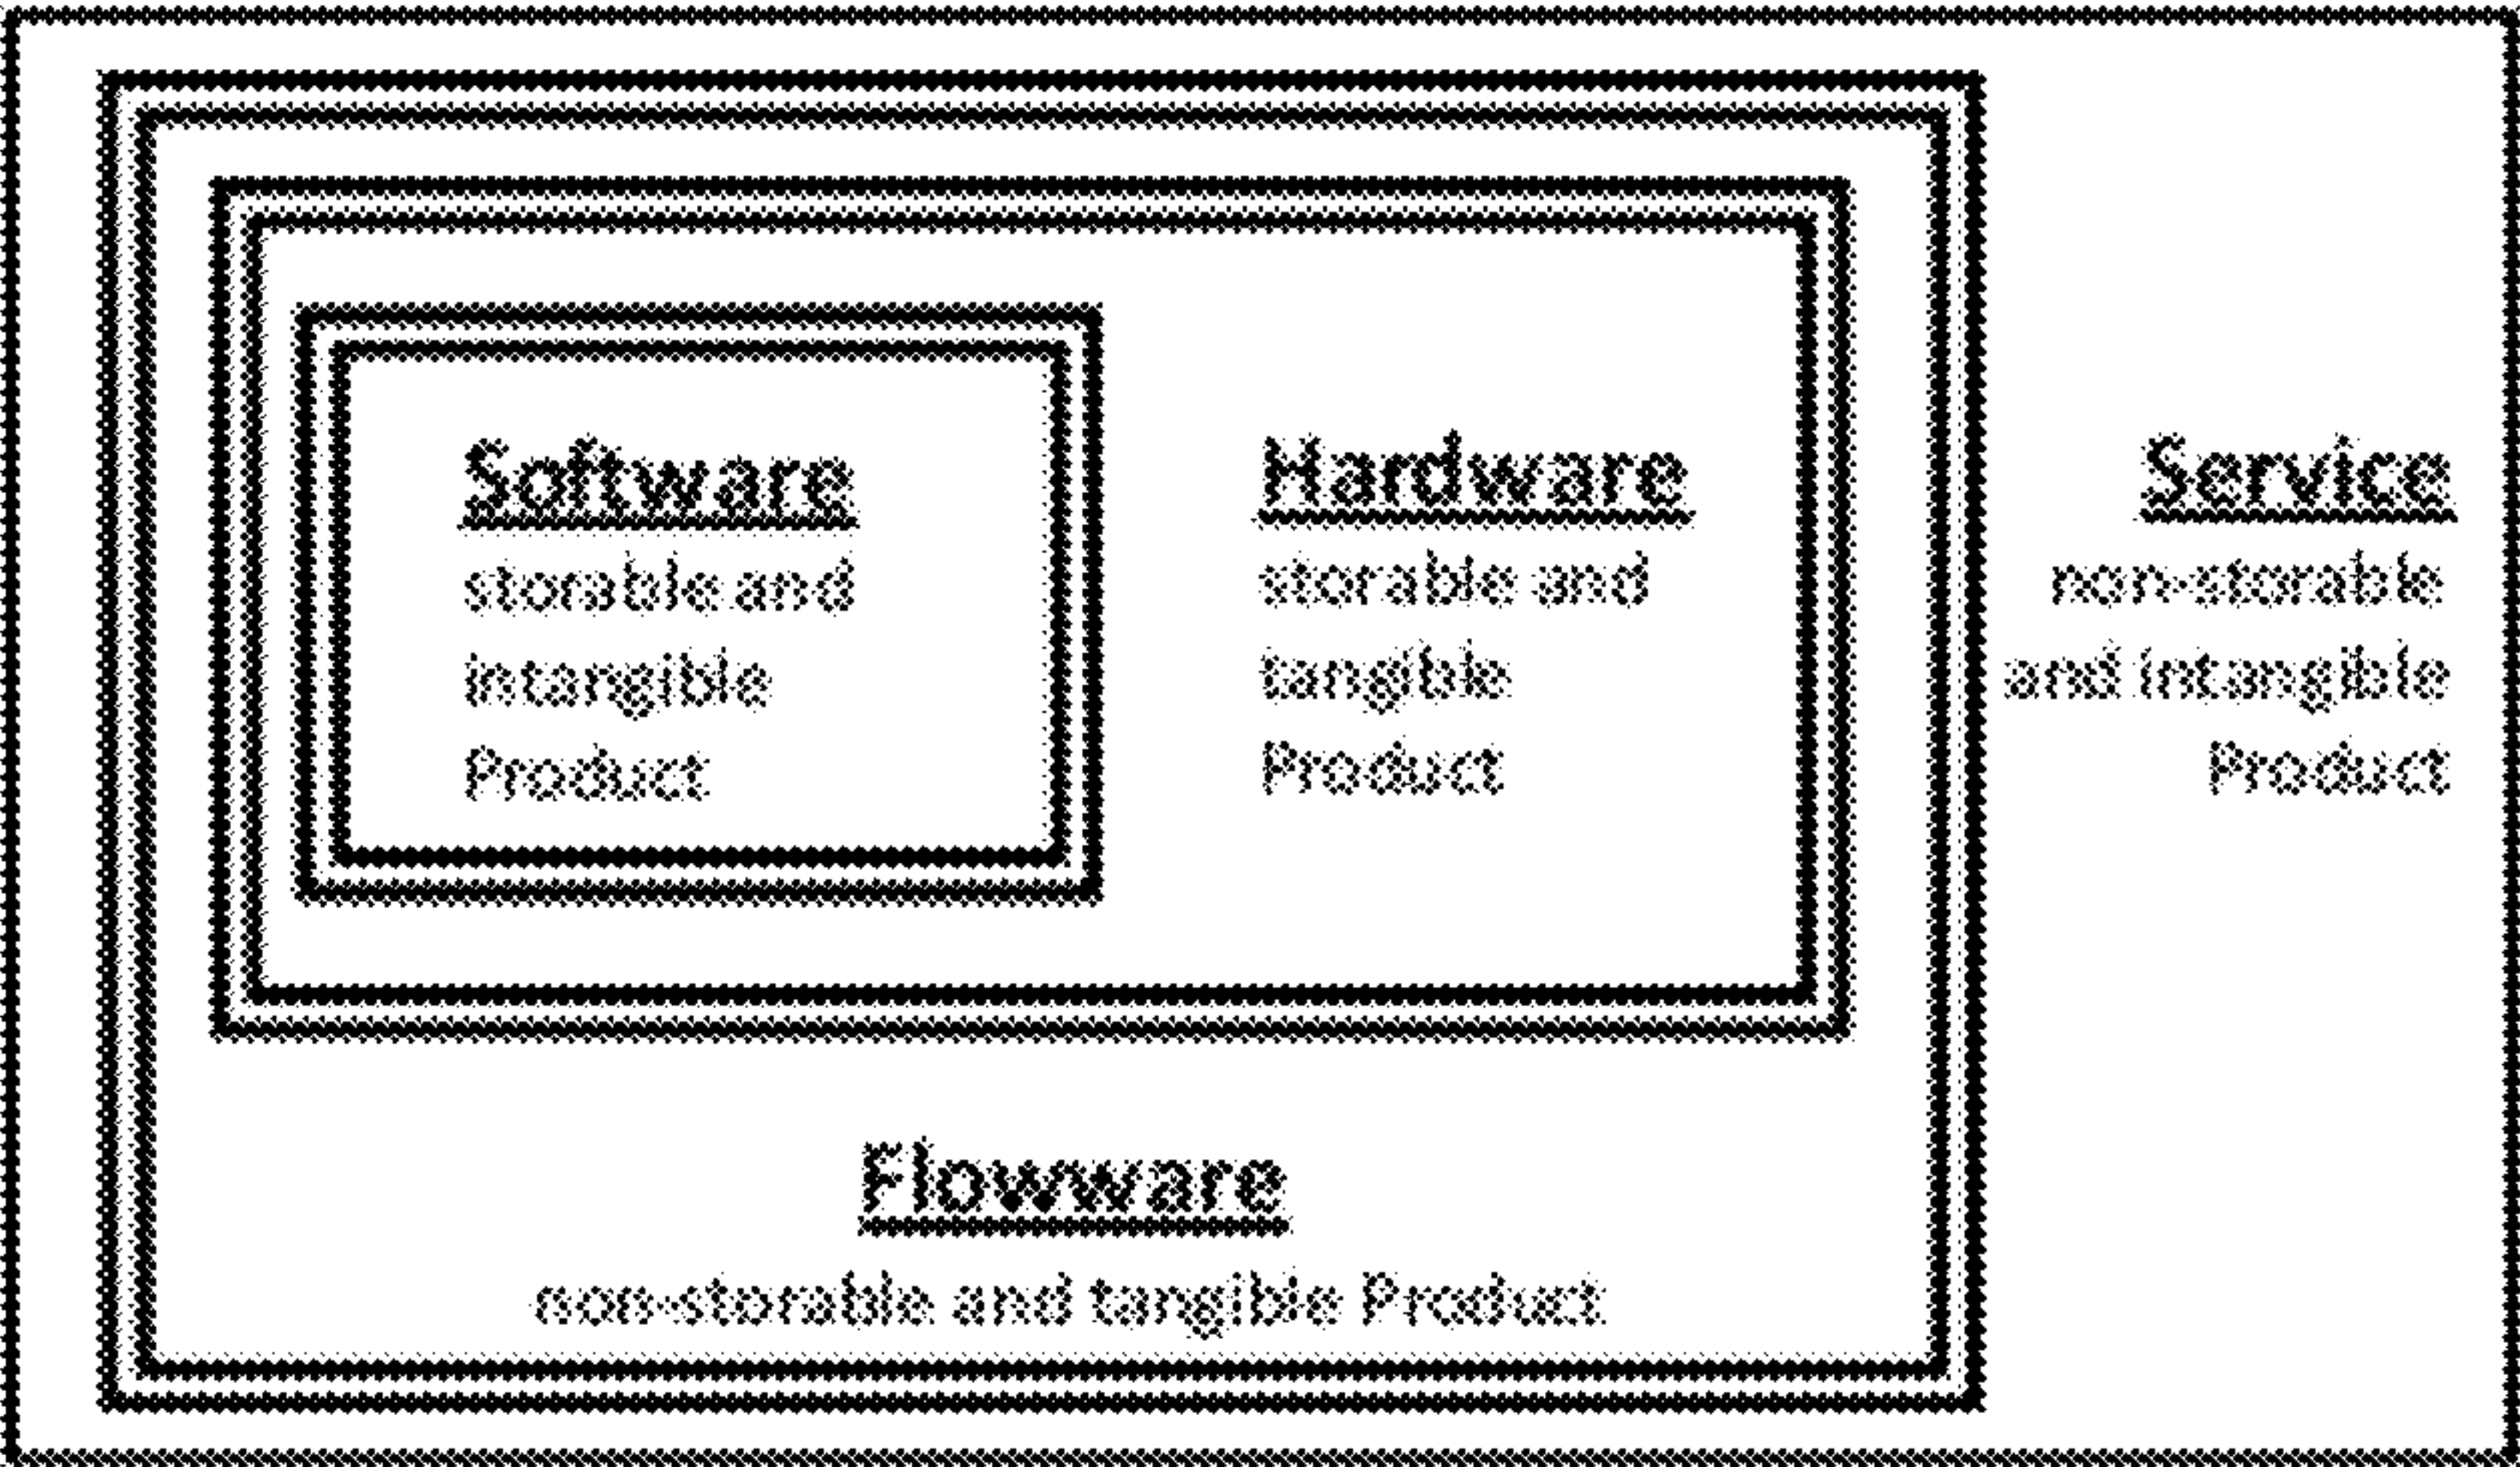 Software
storable and
intangible
Product
Hardware
storable and
tangible
Product
Service
non-storable
and intangible
Product
Flowware
non-storable and tangible Product